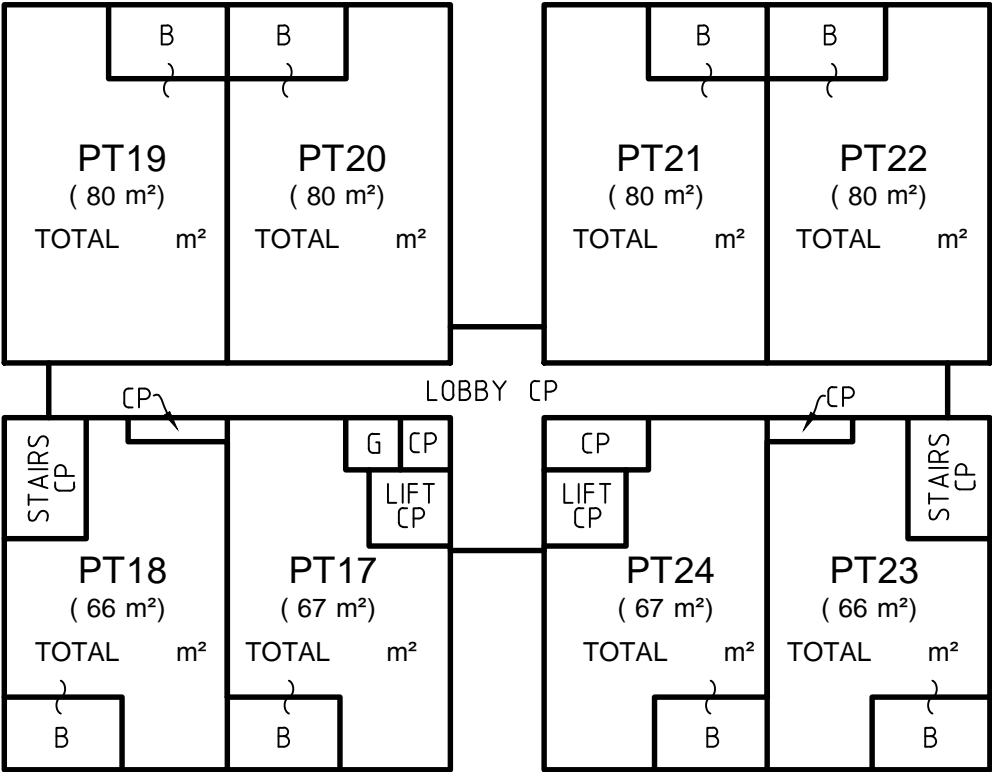 B B B B
PT19 PT20 PT21 PT22
( 80 m²) ( 80 m²) ( 80 m²) ( 80 m²)
TOTAL m² TOTAL m² TOTAL m² TOTAL m²
CP LOBBY CP CP
STAIRS
CP
G CP
LIFT
CP
CP
LIFT
CP
STAIRS
CP
PT18 PT17 PT24 PT23
( 66 m²) ( 67 m²) ( 67 m²) ( 66 m²)
TOTAL m² TOTAL m² TOTAL m² TOTAL m²
B B B B